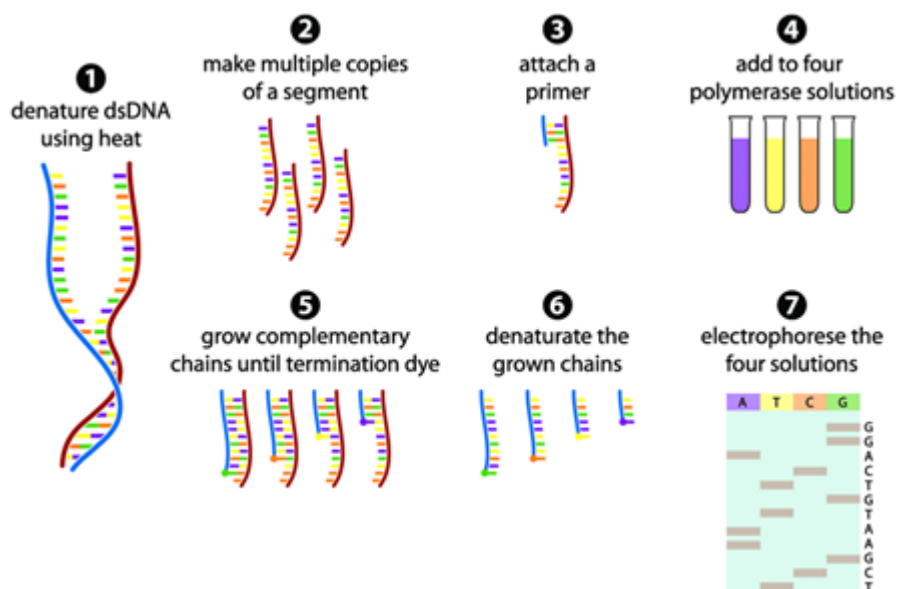 1
denature dsDNA
using heat
2
make multiple copies
of a segment
3
attach a
primer
4
add to four
polymerase solutions
5
grow complementary
chains until termination dye
6
denaturate the
grown chains
7
electrophorese the
four solutions
A T C G
G
G
A
C
T
G
T
A
A
G
C
T